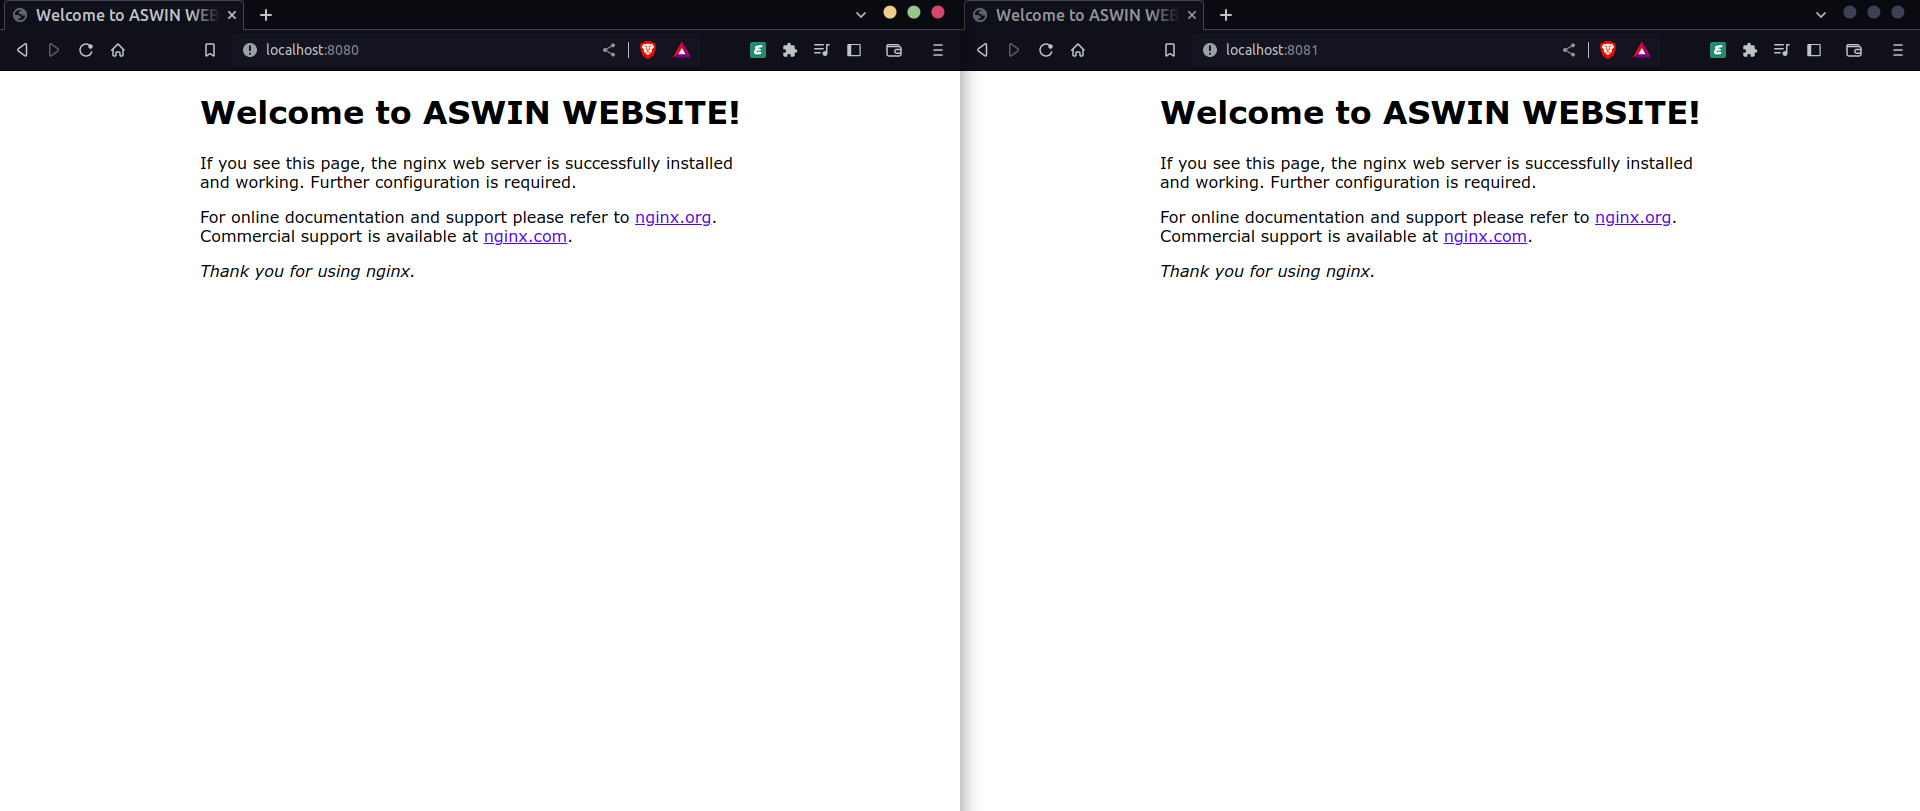 Welcome to ASWIN WEB
localhost:8080
Welcome to ASWIN WEBSITE!
If you see this page, the nginx web server is successfully installed
and working. Further configuration is required.
For online documentation and support please refer to nginx.org.
Commercial support is available at nginx.com.
Thank you for using nginx.
Welcome to ASWIN WEB
localhost:8081
Welcome to ASWIN WEBSITE!
If you see this page, the nginx web server is successfully installed
and working. Further configuration is required.
For online documentation and support please refer to nginx.org.
Commercial support is available at nginx.com.
Thank you for using nginx.